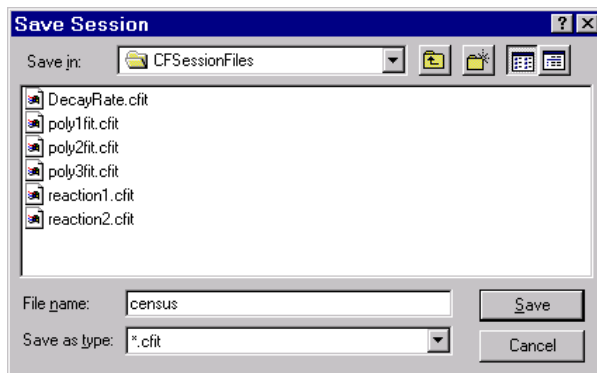 Save Session
Save in: CFSessionFiles
DecayRate.cfit
poly1fit.cfit
poly2fit.cfit
poly3fit.cfit
reaction1.cfit
reaction2.cfit
File name: census Save
Save as type: *.cfit Cancel